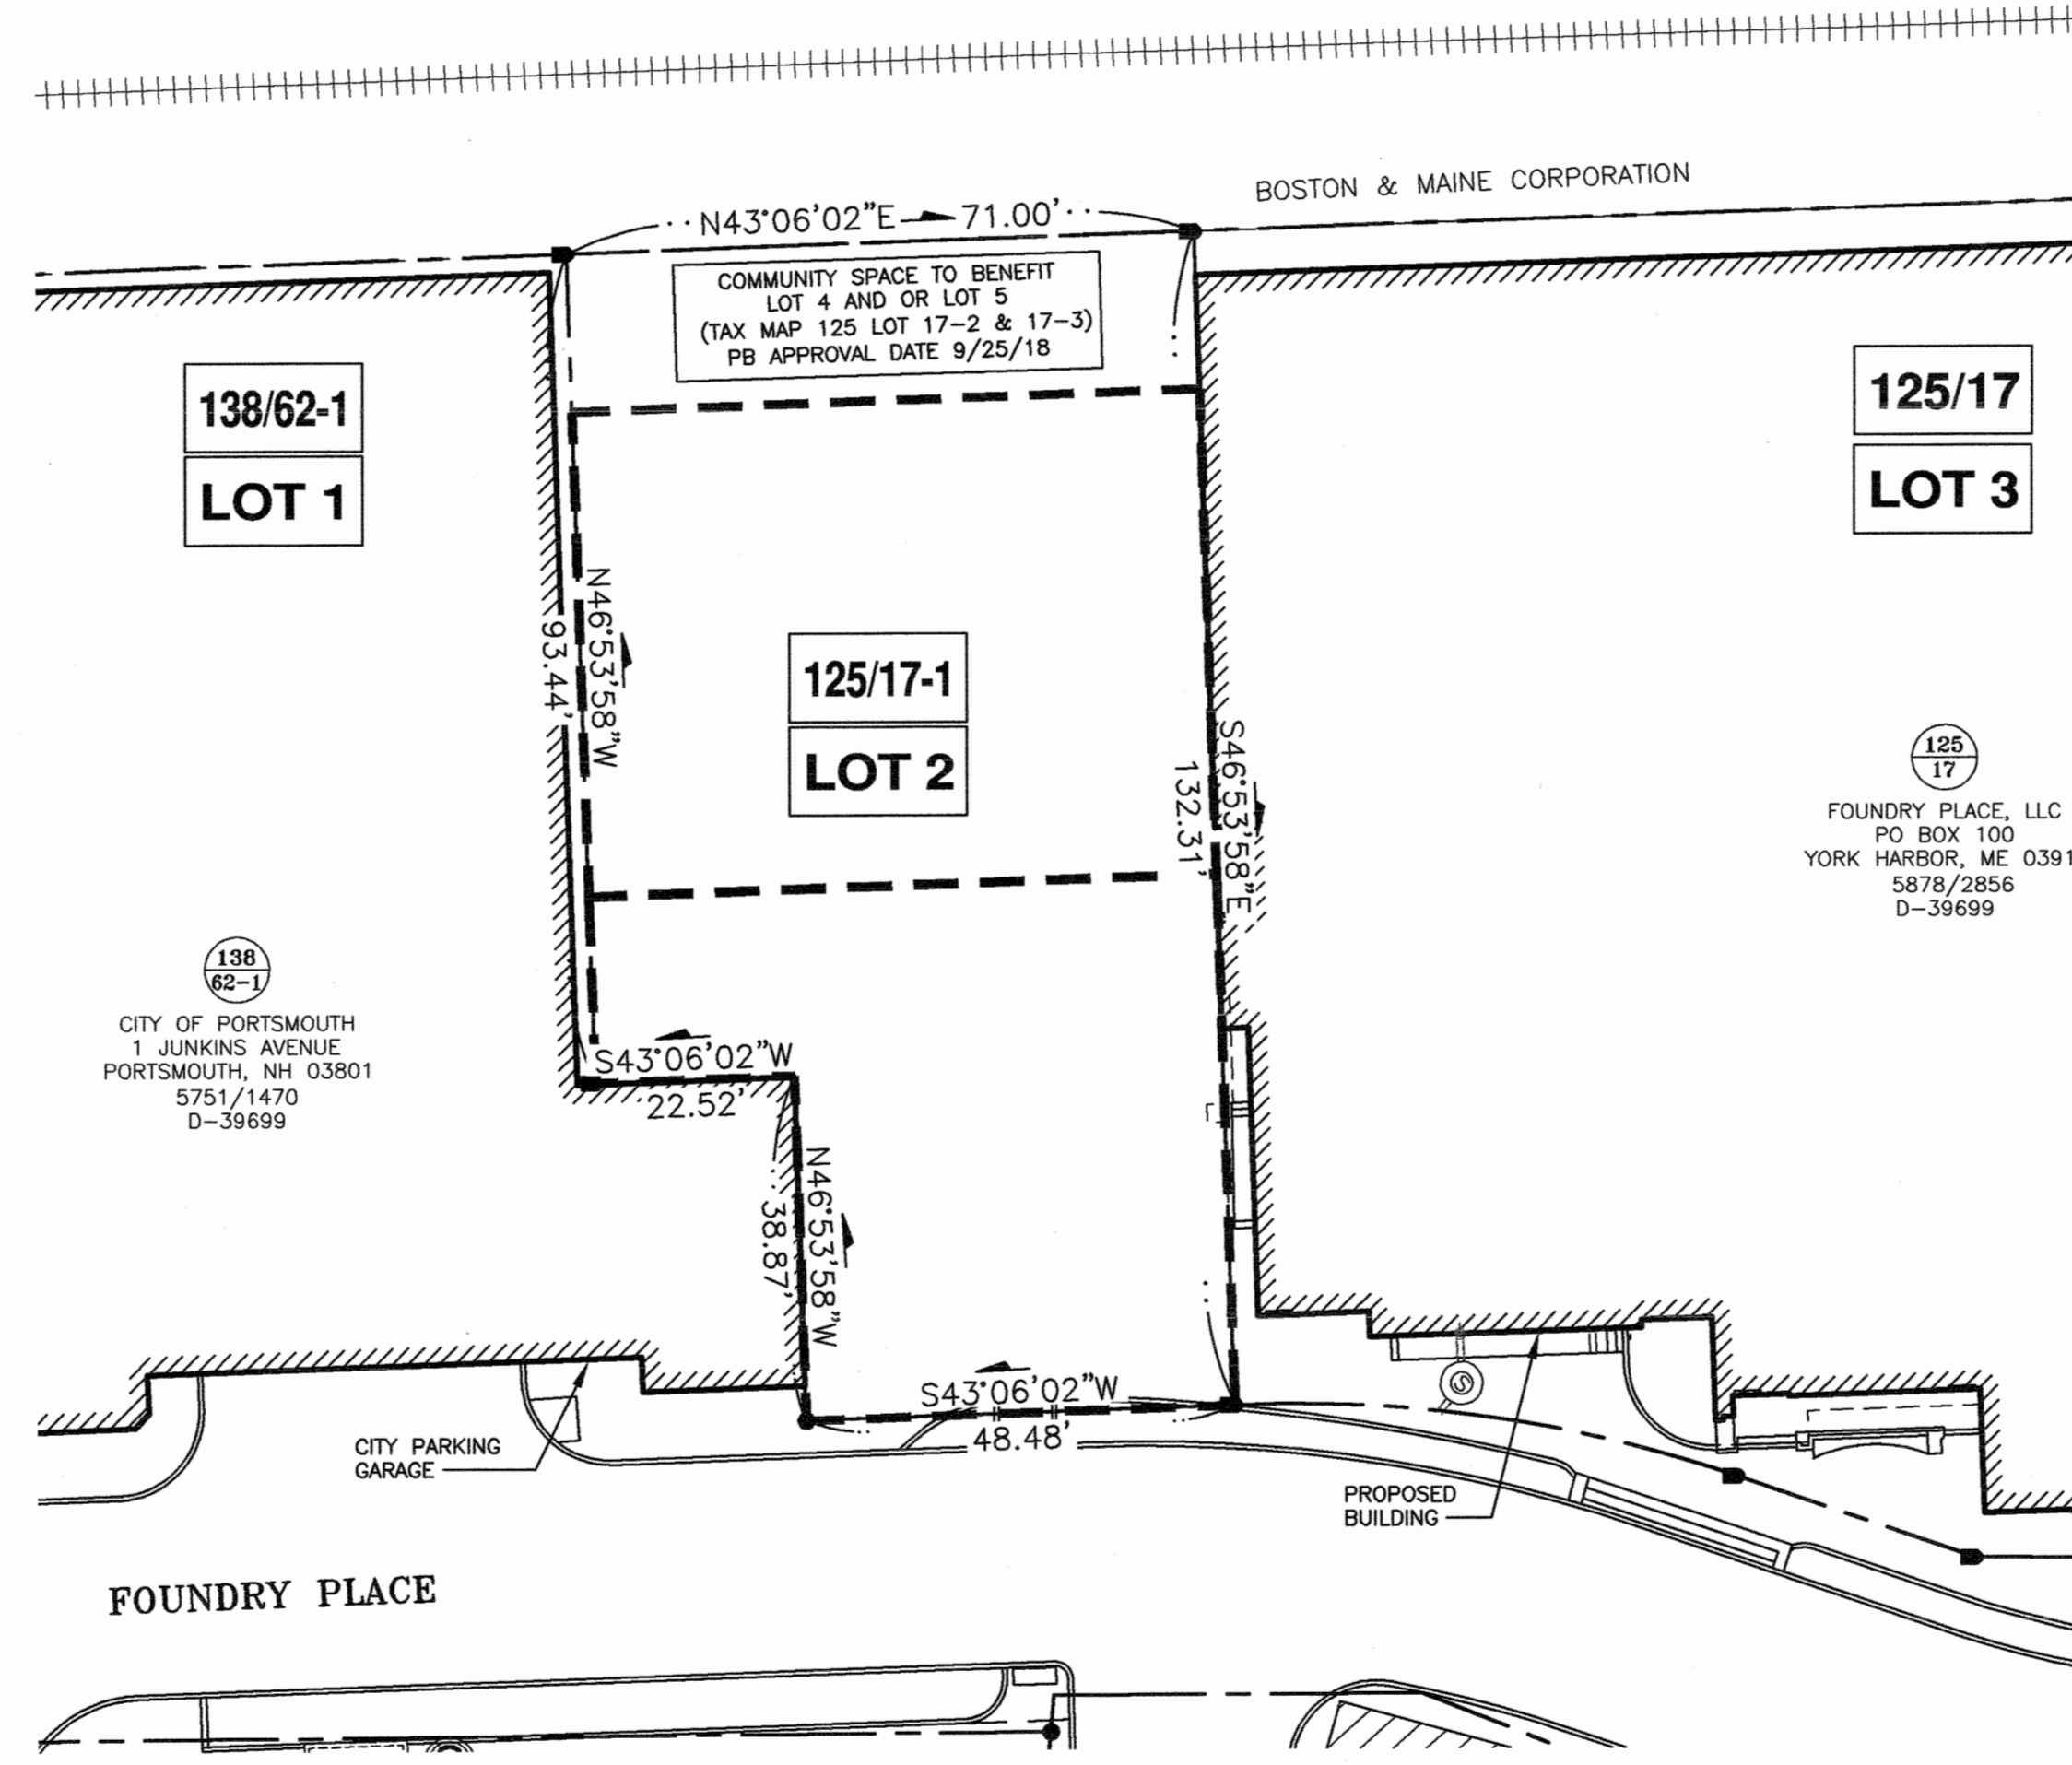 BOSTON & MAINE CORPORATION
N43°06'02"E 71.00'
COMMUNITY SPACE TO BENEFIT
LOT 4 AND OR LOT 5
(TAX MAP 125 LOT 17-2 & 17-3)
PB APPROVAL DATE 9/25/18
138/62-1
LOT 1
125/17
LOT 3
N46°53'58"W
93.44'
125/17-1
LOT 2
S46°53'58"E
132.31'
125
17
FOUNDRY PLACE, LLC
PO BOX 100
YORK HARBOR, ME 0391
5878/2856
D-39699
138
62-1
CITY OF PORTSMOUTH
1 JUNKINS AVENUE
PORTSMOUTH, NH 03801
5751/1470
D-39699
S43°06'02"W
22.52'
N46°53'58"W
38.87'
S43°06'02"W
48.48'
CITY PARKING
GARAGE
PROPOSED
BUILDING
S
FOUNDRY PLACE